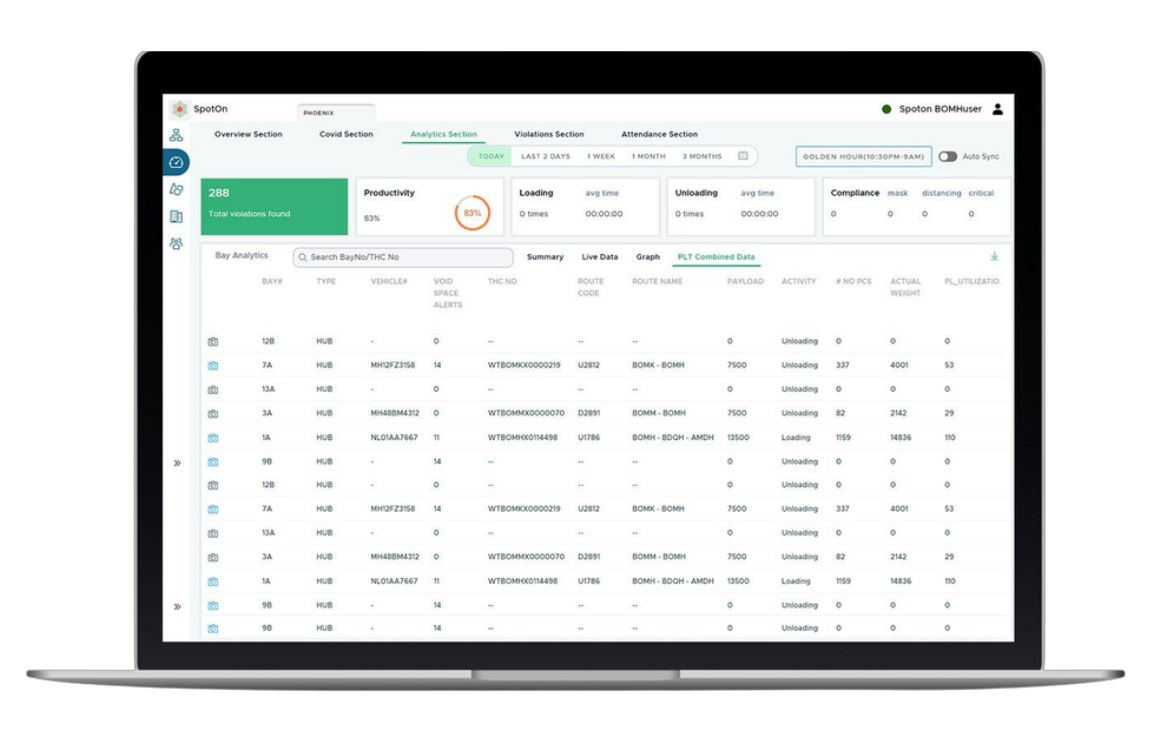 SpotOn
PHOENIX
Spoton BOMHuser
Overview Section Covid Section Analytics Section Violations Section Attendance Section
TODAY LAST 2 DAYS 1 WEEK 1 MONTH 3 MONTHS
GOLDEN HOUR(10:30PM-9AM) Auto Sync
288
Total violations found
Productivity
83%
83%
Loading avg time
0 times 00:00:00
Unloading avg time
0 times 00:00:00
Compliance mask distancing critical
0 0 0 0
Bay Analytics Search BayNo/THC No Summary Live Data Graph PLT Combined Data
BAY# TYPE VEHICLE# VOID SPACE ALERTS THC NO ROUTE CODE ROUTE NAME PAYLOAD ACTIVITY # NO PCS ACTUAL WEIGHT PL_UTILIZATIO
12B HUB - 0 -- -- -- 0 Unloading 0 0 0
7A HUB MH12FZ3158 14 WTBOMKX0000219 U2812 BOMK - BOMH 7500 Unloading 337 4001 53
13A HUB - 0 -- -- -- 0 Unloading 0 0 0
3A HUB MH48BM4312 0 WTBOMMX0000070 D2891 BOMM - BOMH 7500 Unloading 82 2142 29
1A HUB NL01AA7667 11 WTBOMHX0114498 U1786 BOMH - BDQH - AMDH 13500 Loading 1159 14836 110
9B HUB - 14 -- -- -- 0 Unloading 0 0 0
12B HUB - 0 -- -- -- 0 Unloading 0 0 0
7A HUB MH12FZ3158 14 WTBOMKX0000219 U2812 BOMK - BOMH 7500 Unloading 337 4001 53
13A HUB - 0 -- -- -- 0 Unloading 0 0 0
3A HUB MH48BM4312 0 WTBOMMX0000070 D2891 BOMM - BOMH 7500 Unloading 82 2142 29
1A HUB NL01AA7667 11 WTBOMHX0114498 U1786 BOMH - BDQH - AMDH 13500 Loading 1159 14836 110
9B HUB - 14 -- -- -- 0 Unloading 0 0 0
9B HUB - 14 -- -- -- 0 Unloading 0 0 0